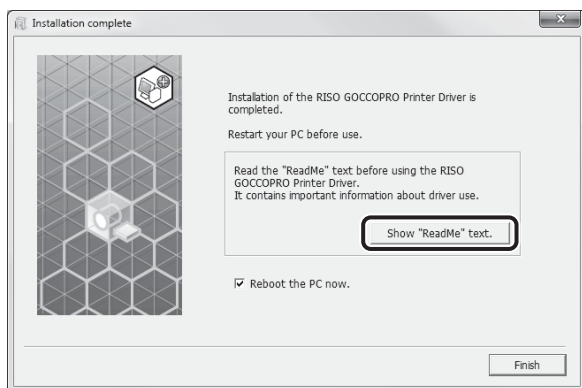 Installation complete
Installation of the RISO GOCCOPRO Printer Driver is
completed.
Restart your PC before use.
Read the "ReadMe" text before using the RISO
GOCCOPRO Printer Driver.
It contains important information about driver use.
Show "ReadMe" text.
Reboot the PC now.
Finish